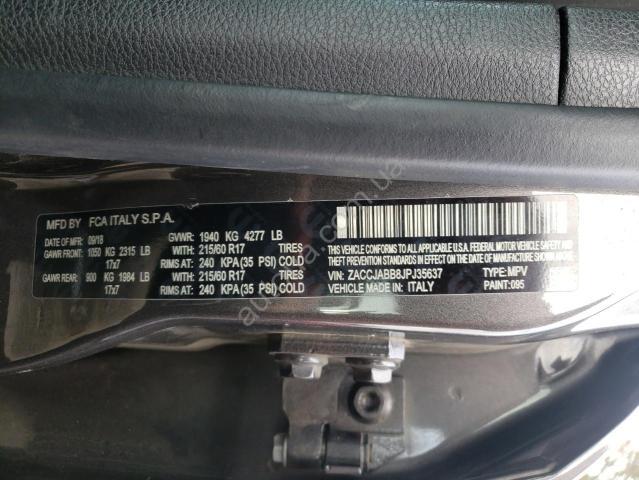 MFD BY FCA ITALY S.P.A.
DATE OF MFR: 09/18 GVWR: 1940 KG 4277 LB
GAWR FRONT: 1050 KG 2315 LB WITH: 215/60 R17 TIRES
17x7 RIMS AT: 240 KPA(35 PSI) COLD
GAWR REAR: 900 KG 1984 LB WITH: 215/60 R17 TIRES
17x7 RIMS AT: 240 KPA(35 PSI) COLD
THIS VEHICLE CONFORMS TO ALL APPLICABLE
U.S.A. FEDERAL MOTOR VEHICLE SAFETY, BUMPER AND
THEFT PREVENTION STANDARDS IN EFFECT ON THE
DATE OF MANUFACTURE SHOWN ABOVE.
VIN: ZACCJABB8JPJ35637 TYPE: MPV
VEHICLE MADE IN: ITALY PAINT: 095